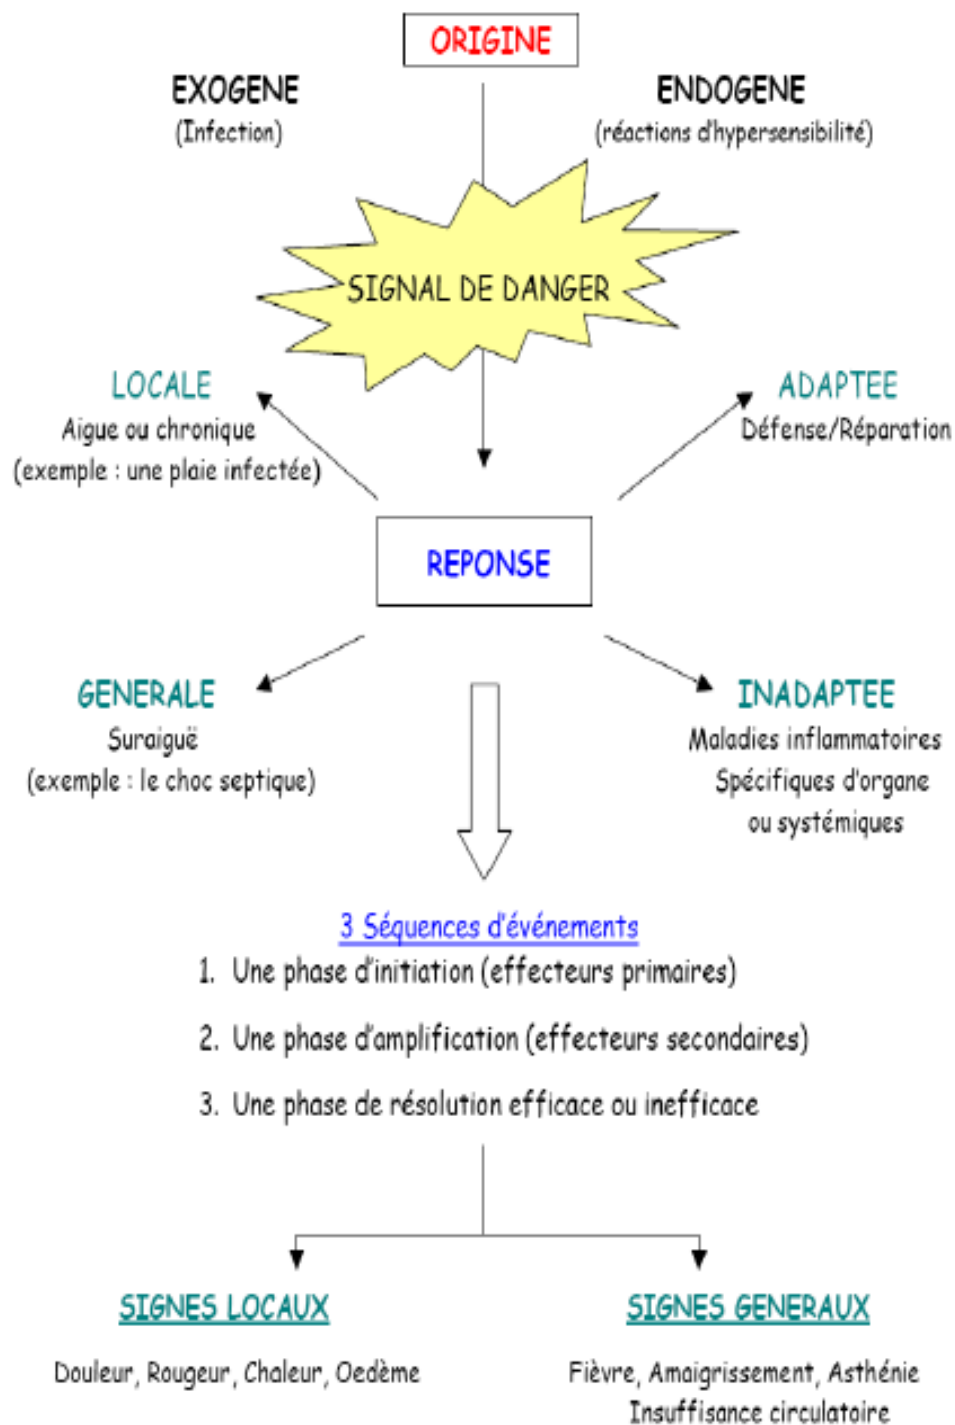 ORIGINE
EXOGENE
(Infection)
ENDOGENE
(réactions d'hypersensibilité)
SIGNAL DE DANGER
LOCALE
Aigue ou chronique
(exemple : une plaie infectée)
ADAPTEE
Défense/Réparation
REPONSE
GENERALE
Suraiguë
(exemple : le choc septique)
INADAPTEE
Maladies inflammatoires
Spécifiques d'organe
ou systémiques
3 Séquences d'événements
1. Une phase d'initiation (effecteurs primaires)
2. Une phase d'amplification (effecteurs secondaires)
3. Une phase de résolution efficace ou inefficace
SIGNES LOCAUX
Douleur, Rougeur, Chaleur, Oedème
SIGNES GENERAUX
Fièvre, Amaigrissement, Asthénie
Insuffisance circulatoire